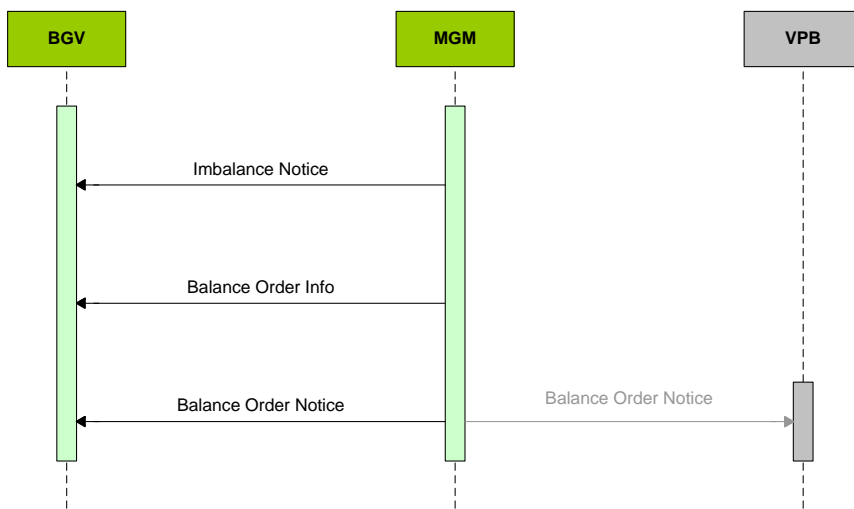 BGV
MGM
VPB
Imbalance Notice
Balance Order Info
Balance Order Notice
Balance Order Notice